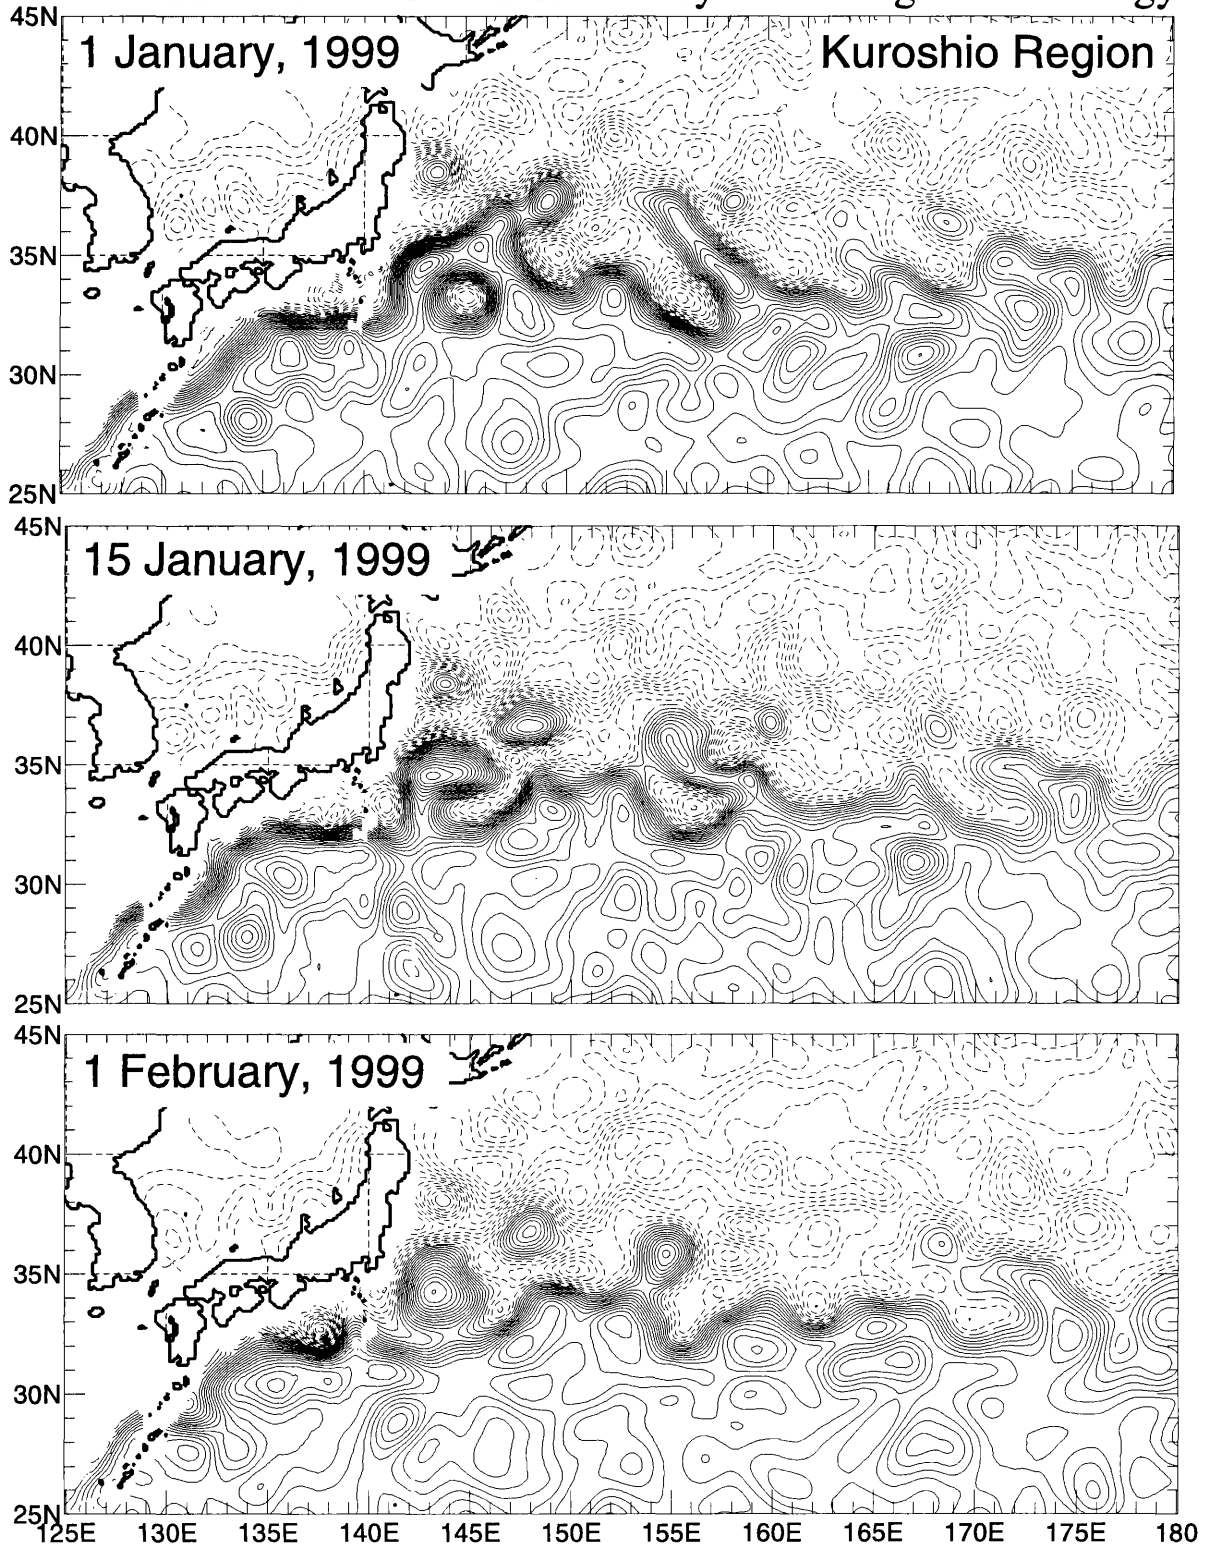 45N
1 January, 1999 Kuroshio Region
40N
35N
30N
25N
45N
15 January, 1999
40N
35N
30N
25N
45N
1 February, 1999
40N
35N
30N
25N
125E 130E 135E 140E 145E 150E 155E 160E 165E 170E 175E 180